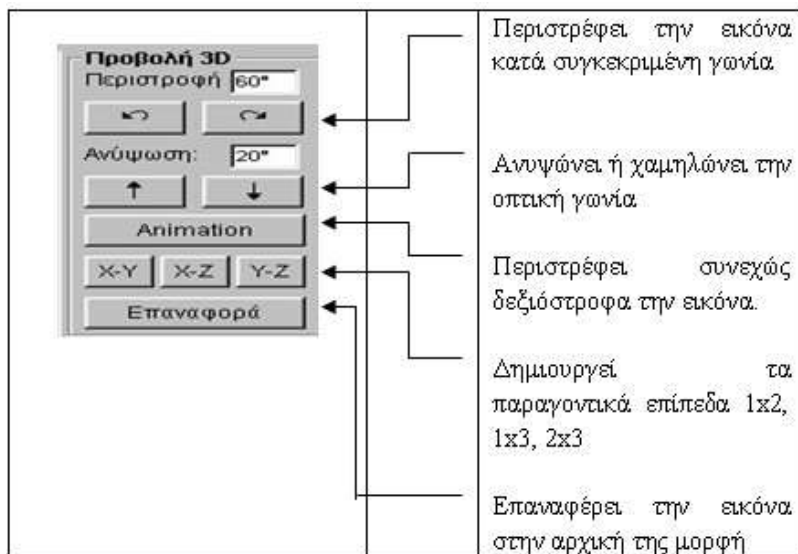 Προβολή 3D
Περιστροφή 60°
Ανύψωση: 20°
Animation
X-Y X-Z Y-Z
Επαναφορά
Περιστρέφει την εικόνα
κατά συγκεκριμένη γωνία
Ανυψώνει ή χαμηλώνει την
οπτική γωνία
Περιστρέφει συνεχώς
δεξιόστροφα την εικόνα.
Δημιουργεί τα
παραγοντικά επίπεδα 1x2,
1x3, 2x3
Επαναφέρει την εικόνα
στην αρχική της μορφή